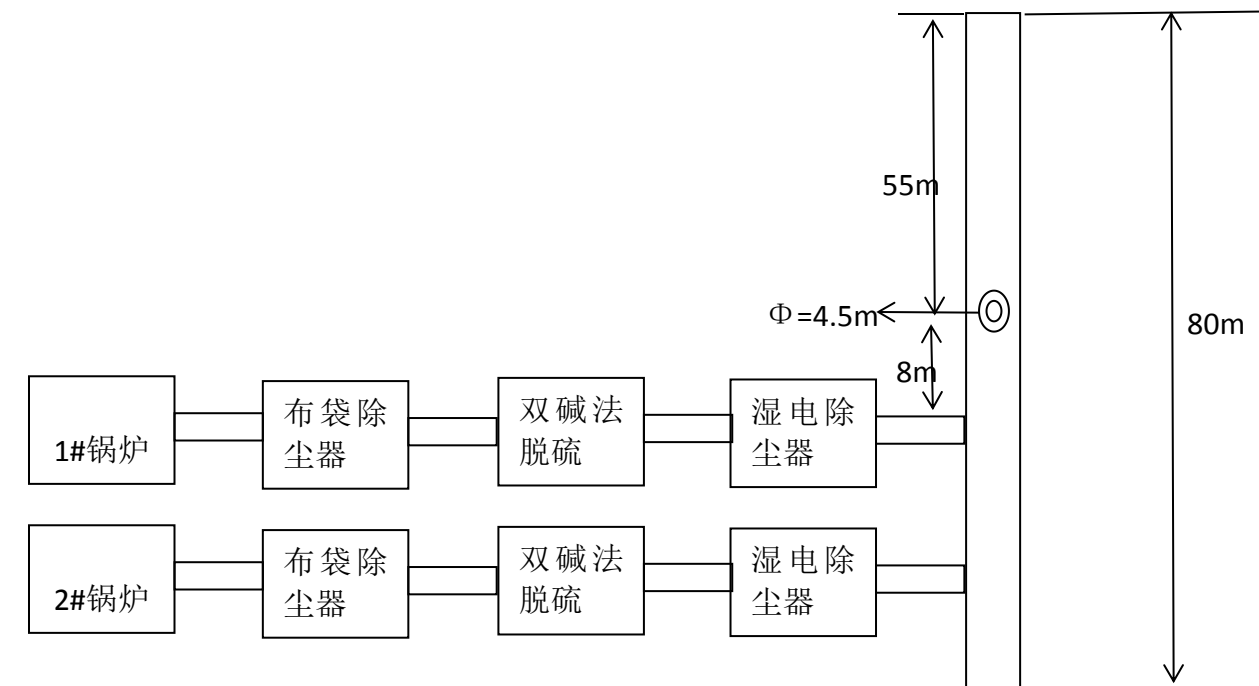 55m
Φ=4.5m
80m
8m
1#锅炉
布袋除
尘器
双碱法
脱硫
湿电除
尘器
2#锅炉
布袋除
尘器
双碱法
脱硫
湿电除
尘器